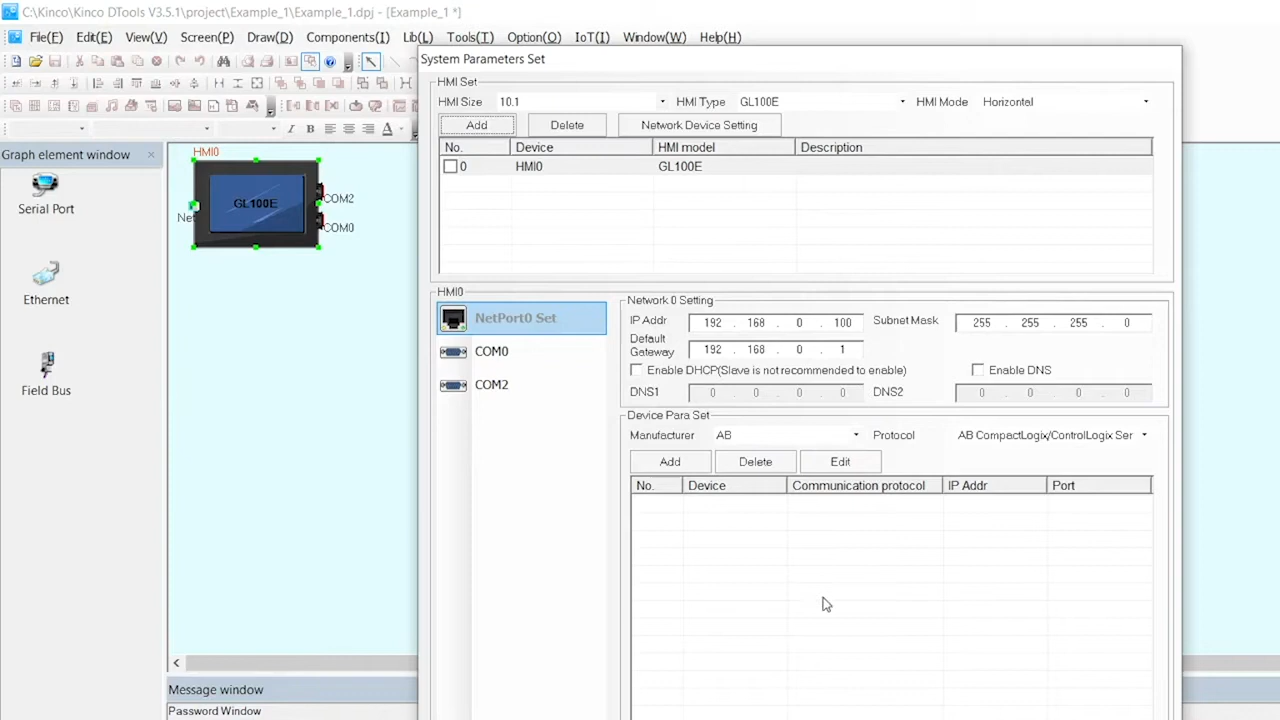 C:\Kinco\Kinco DTools V3.5.1\project\Example_1\Example_1.dpj - [Example_1 *]
File(F) Edit(E) View(V) Screen(P) Draw(D) Components(I) Lib(L) Tools(T) Option(O) IoT(I) Window(W) Help(H)
System Parameters Set
HMI Set
HMI Size 10.1 HMI Type GL100E HMI Mode Horizontal
Add Delete Network Device Setting
No. Device HMI model Description
0 HMI0 GL100E
Graph element window
Serial Port
Ethernet
Field Bus
HMI0
GL100E
COM2
Net
COM0
HMI0
NetPort0 Set
COM0
COM2
Network 0 Setting
IP Addr 192 . 168 . 0 . 100 Subnet Mask 255 . 255 . 255 . 0
Default
Gateway 192 . 168 . 0 . 1
Enable DHCP(Slave is not recommended to enable) Enable DNS
DNS1 0 . 0 . 0 . 0 DNS2 0 . 0 . 0 . 0
Device Para Set
Manufacturer AB Protocol AB CompactLogix/ControlLogix Ser
Add Delete Edit
No. Device Communication protocol IP Addr Port
Message window
Password Window